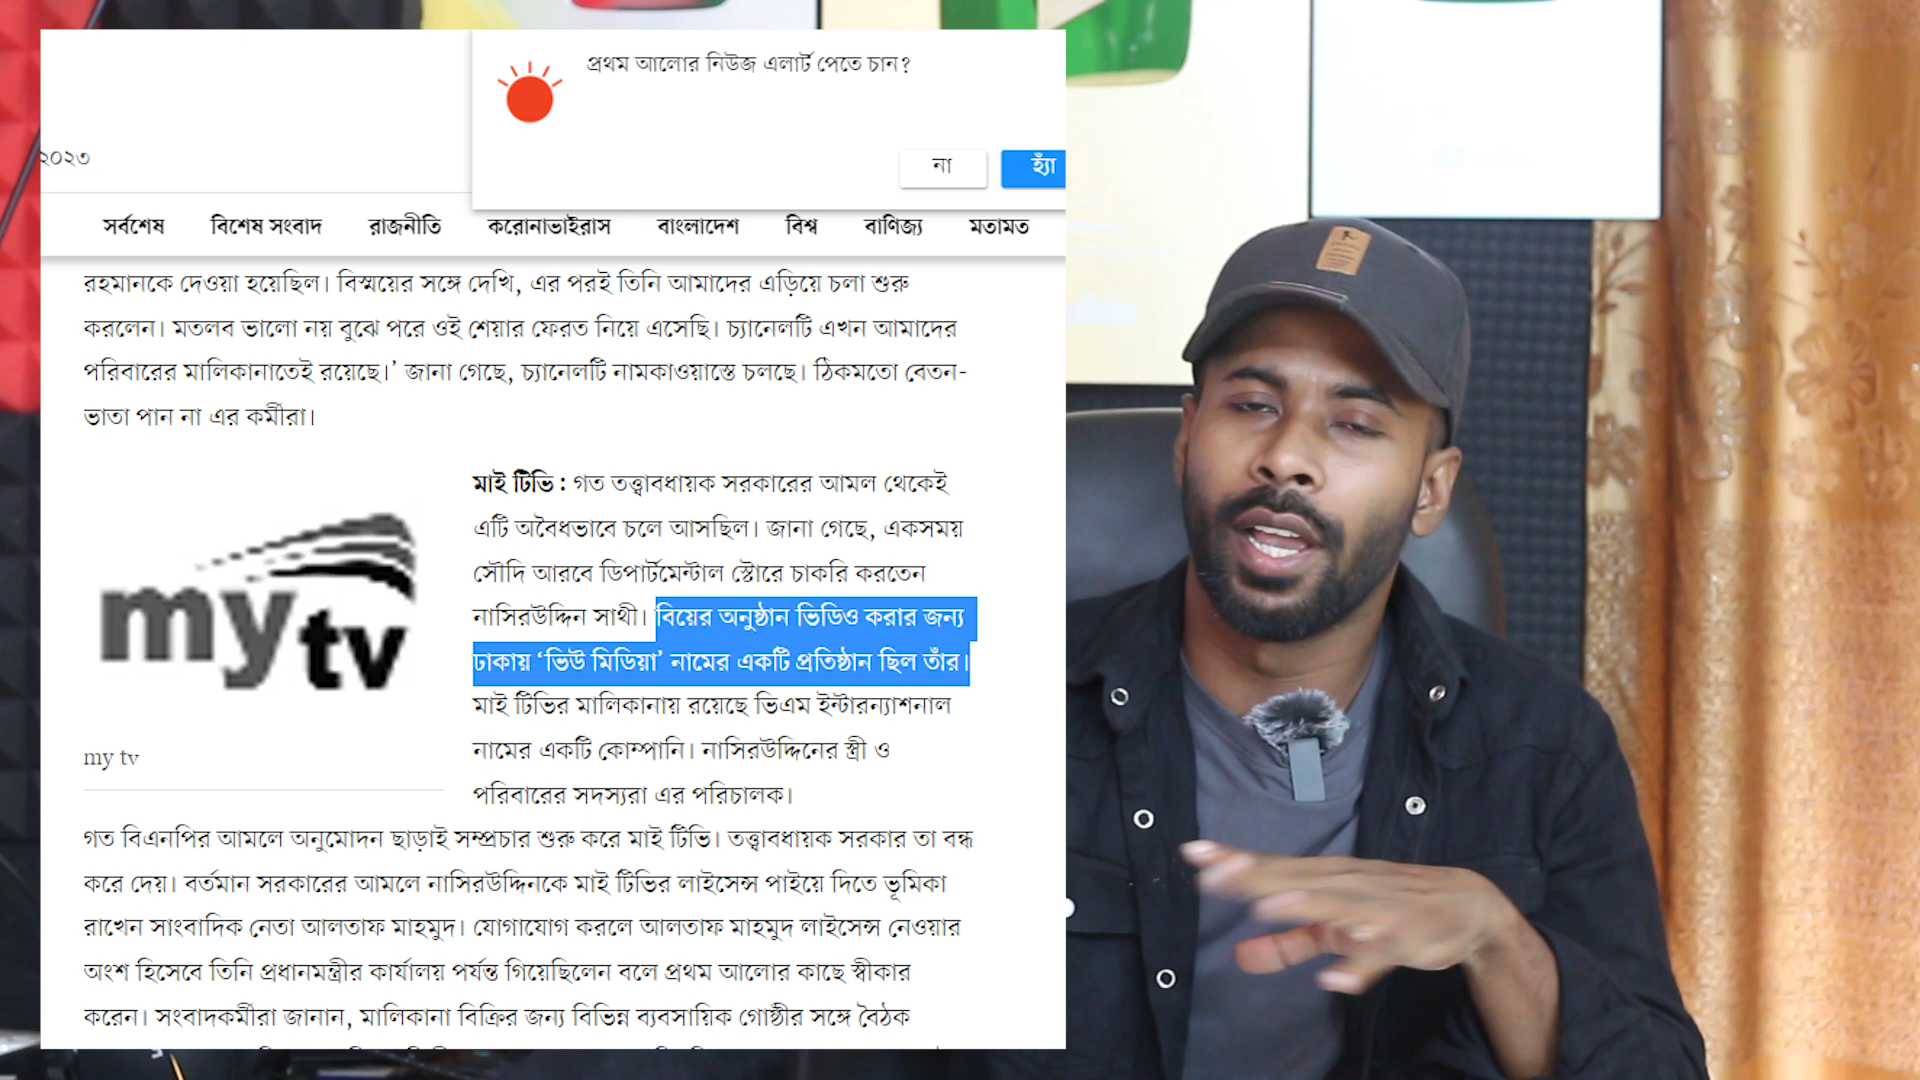 প্রথম আলোর নিউজ এলার্ট পেতে চান?
২০২৩
না
হ্যাঁ
সর্বশেষ বিশেষ সংবাদ রাজনীতি করোনাভাইরাস বাংলাদেশ বিশ্ব বাণিজ্য মতামত
রহমানকে দেওয়া হয়েছিল। বিস্ময়ের সঙ্গে দেখি, এর পরই তিনি আমাদের এড়িয়ে চলা শুরু
করলেন। মতলব ভালো নয় বুঝে পরে ওই শেয়ার ফেরত নিয়ে এসেছি। চ্যানেলটি এখন আমাদের
পরিবারের মালিকানাতেই রয়েছে।’ জানা গেছে, চ্যানেলটি নামকাওয়াস্তে চলছে। ঠিকমতো বেতন-
ভাতা পান না এর কর্মীরা।
my tv
my tv
মাই টিভি : গত তত্ত্বাবধায়ক সরকারের আমল থেকেই
এটি অবৈধভাবে চলে আসছিল। জানা গেছে, একসময়
সৌদি আরবে ডিপার্টমেন্টাল স্টোরে চাকরি করতেন
নাসিরউদ্দিন সাথী। বিয়ের অনুষ্ঠান ভিডিও করার জন্য
ঢাকায় ‘ভিউ মিডিয়া’ নামের একটি প্রতিষ্ঠান ছিল তাঁর।
মাই টিভির মালিকানায় রয়েছে ভিএম ইন্টারন্যাশনাল
নামের একটি কোম্পানি। নাসিরউদ্দিনের স্ত্রী ও
পরিবারের সদস্যরা এর পরিচালক।
গত বিএনপির আমলে অনুমোদন ছাড়াই সম্প্রচার শুরু করে মাই টিভি। তত্ত্বাবধায়ক সরকার তা বন্ধ
করে দেয়। বর্তমান সরকারের আমলে নাসিরউদ্দিনকে মাই টিভির লাইসেন্স পাইয়ে দিতে ভূমিকা
রাখেন সাংবাদিক নেতা আলতাফ মাহমুদ। যোগাযোগ করলে আলতাফ মাহমুদ লাইসেন্স নেওয়ার
অংশ হিসেবে তিনি প্রধানমন্ত্রীর কার্যালয় পর্যন্ত গিয়েছিলেন বলে প্রথম আলোর কাছে স্বীকার
করেন। সংবাদকর্মীরা জানান, মালিকানা বিক্রির জন্য বিভিন্ন ব্যবসায়িক গোষ্ঠীর সঙ্গে বৈঠক